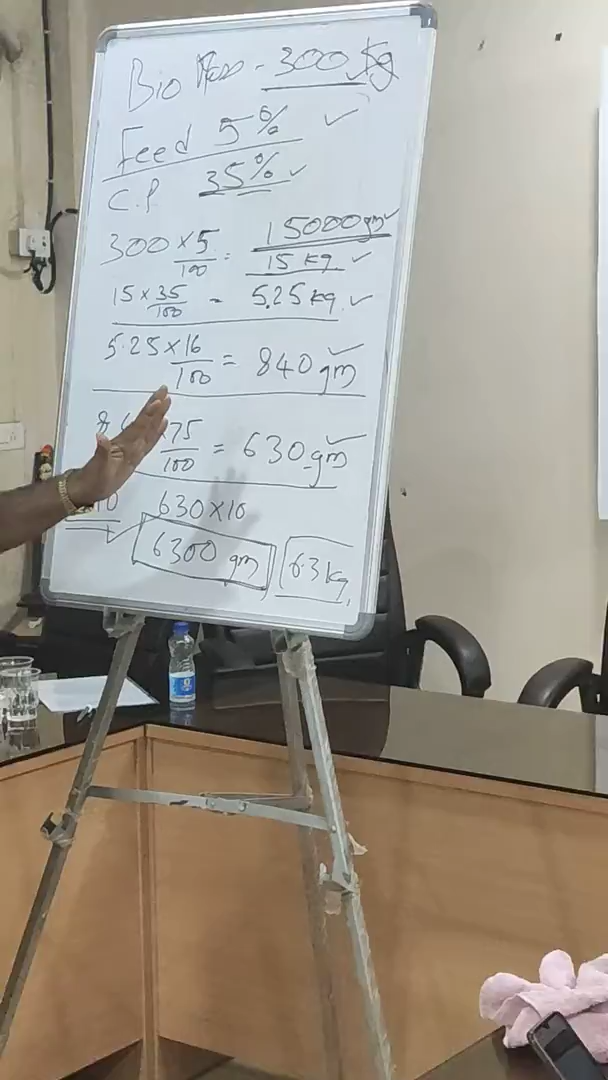 Bio Mass - 300 Kg
Feed 5% ✓
C.P. 35% ✓
300 × 5/100 = 15000gm ✓
15 kg ✓
15 × 35/100 = 5.25 kg ✓
5.25 × 16/100 = 840 gm ✓
× 75/100 = 630 gm ✓
630 × 10
6300 gm 6.3 kg